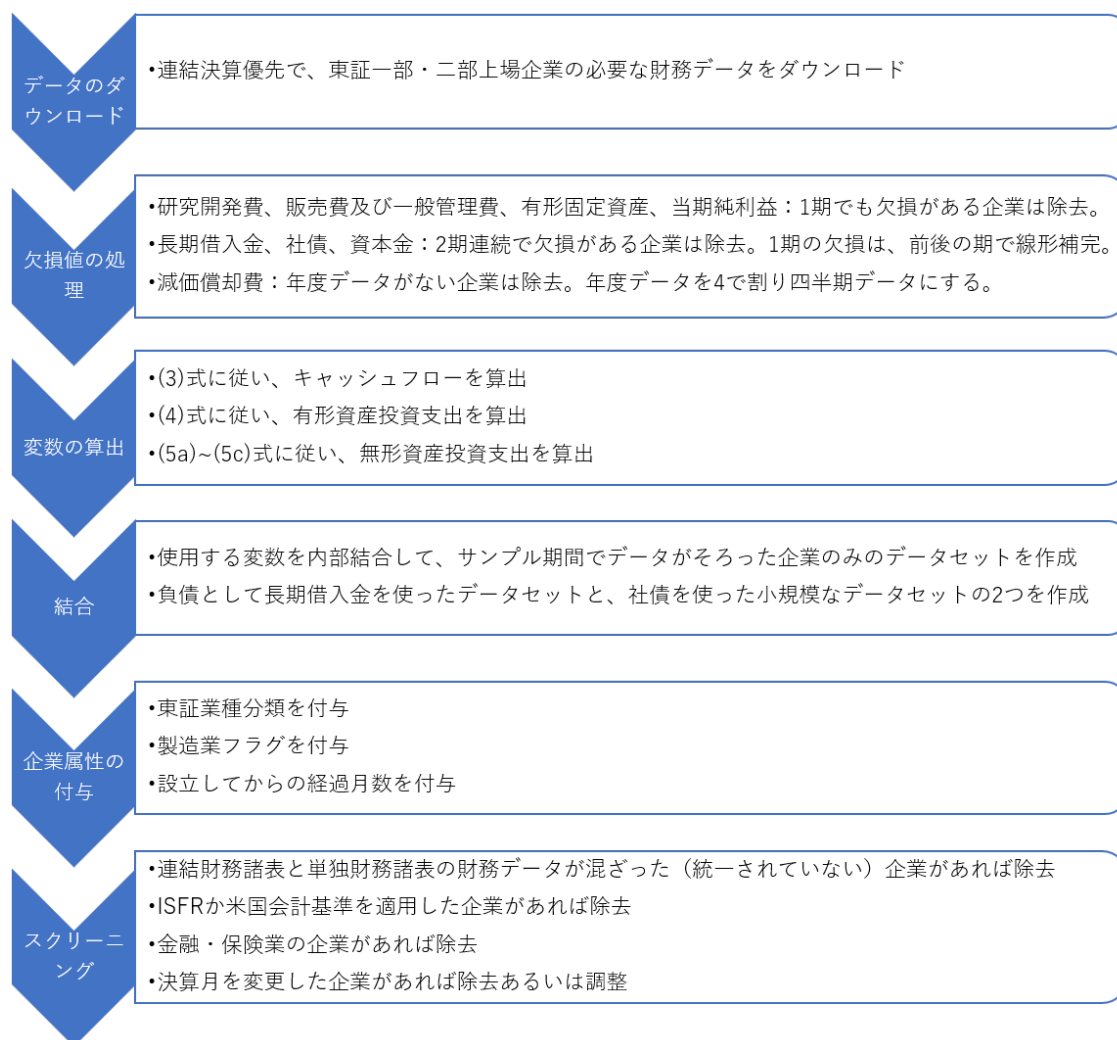 データのダ
ウンロード
•連結決算優先で、東証一部・二部上場企業の必要な財務データをダウンロード
欠損値の処
理
•研究開発費、販売費及び一般管理費、有形固定資産、当期純利益：1期でも欠損がある企業は除去。
•長期借入金、社債、資本金：2期連続で欠損がある企業は除去。1期の欠損は、前後の期で線形補完。
•減価償却費：年度データがない企業は除去。年度データを4で割り四半期データにする。
変数の算出
•(3)式に従い、キャッシュフローを算出
•(4)式に従い、有形資産投資支出を算出
•(5a)~(5c)式に従い、無形資産投資支出を算出
結合
•使用する変数を内部結合して、サンプル期間でデータがそろった企業のみのデータセットを作成
•負債として長期借入金を使ったデータセットと、社債を使った小規模なデータセットの2つを作成
企業属性の
付与
•東証業種分類を付与
•製造業フラグを付与
•設立してからの経過月数を付与
スクリーニ
ング
•連結財務諸表と単独財務諸表の財務データが混ざった（統一されていない）企業があれば除去
•ISFRか米国会計基準を適用した企業があれば除去
•金融・保険業の企業があれば除去
•決算月を変更した企業があれば除去あるいは調整